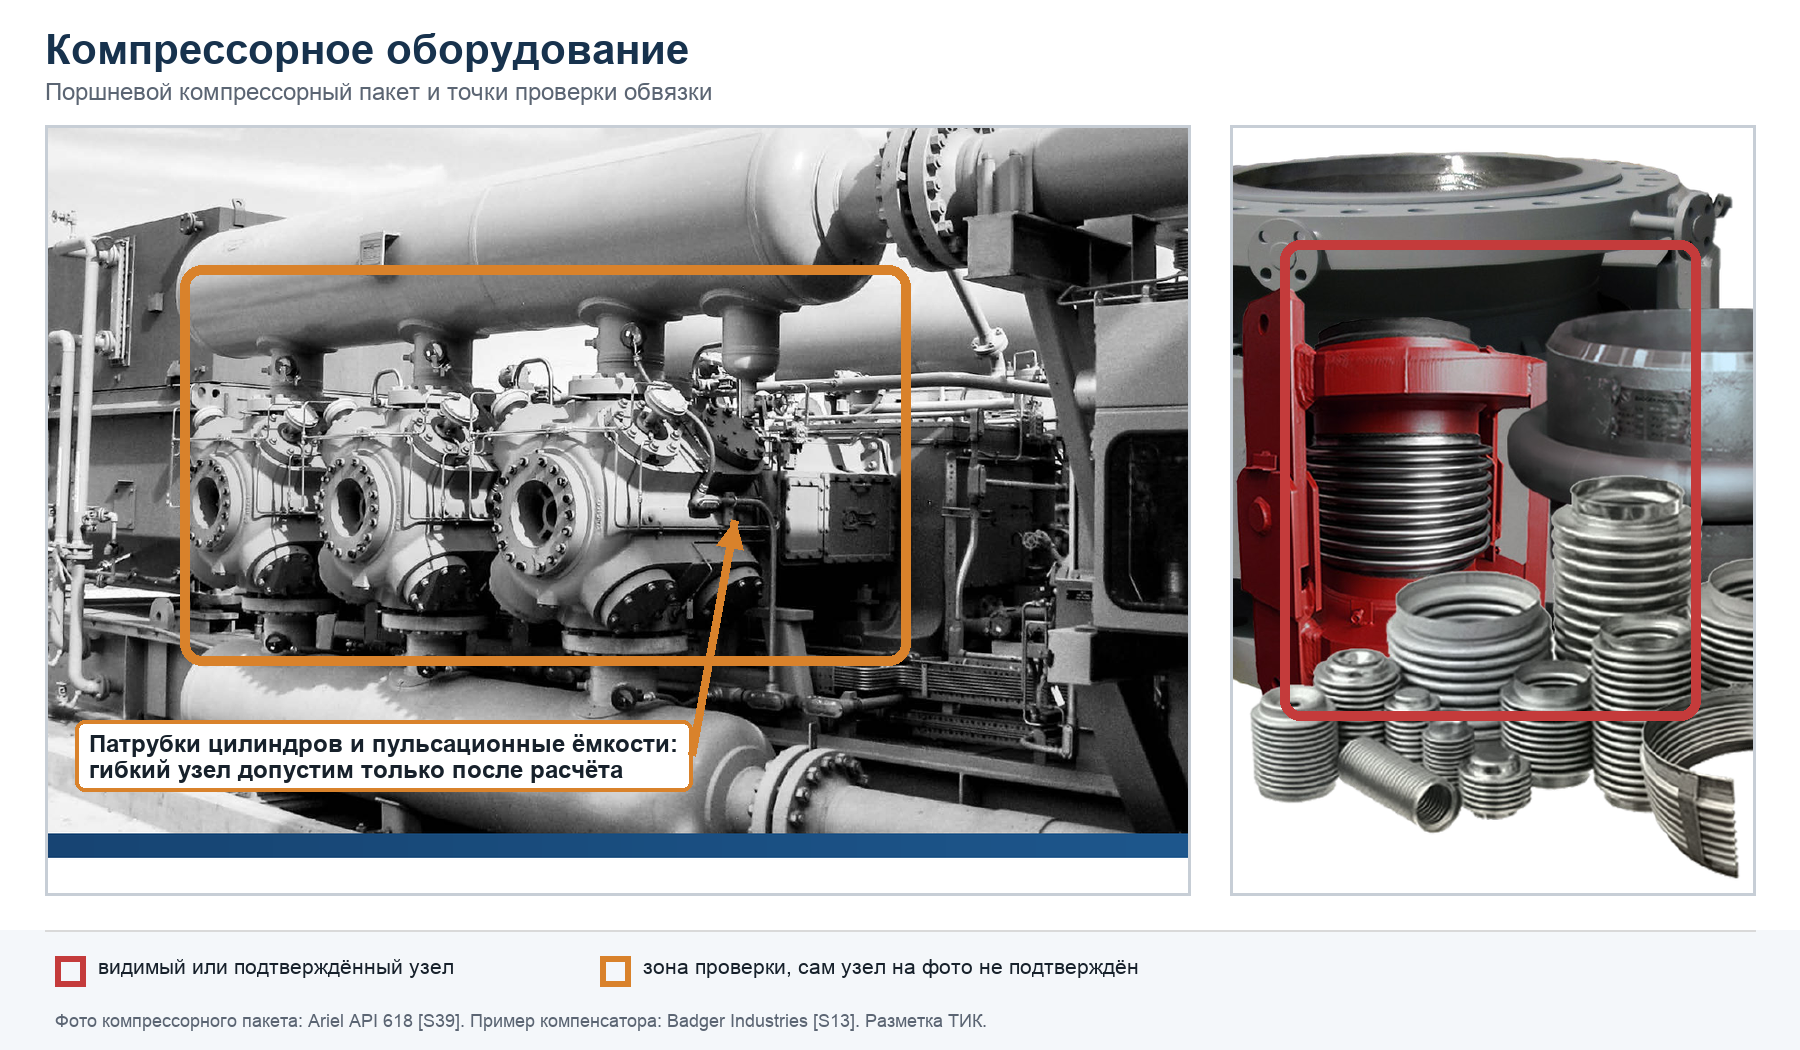 Компрессорное оборудование
Поршневой компрессорный пакет и точки проверки обвязки
Патрубки цилиндров и пульсационные ёмкости:
гибкий узел допустим только после расчёта
видимый или подтверждённый узел
зона проверки, сам узел на фото не подтверждён
Фото компрессорного пакета: Ariel API 618 [S39]. Пример компенсатора: Badger Industries [S13]. Разметка ТИК.